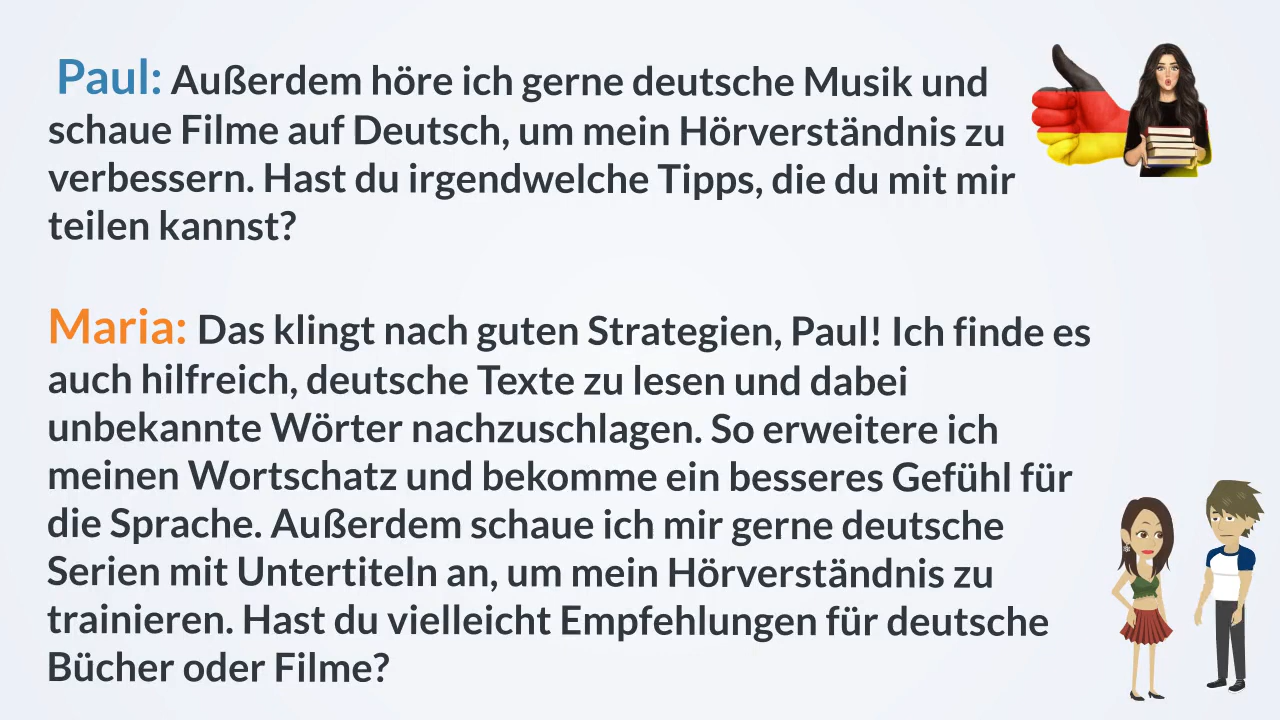 Paul: Außerdem höre ich gerne deutsche Musik und
schaue Filme auf Deutsch, um mein Hörverständnis zu
verbessern. Hast du irgendwelche Tipps, die du mit mir
teilen kannst?
Maria: Das klingt nach guten Strategien, Paul! Ich finde es
auch hilfreich, deutsche Texte zu lesen und dabei
unbekannte Wörter nachzuschlagen. So erweitere ich
meinen Wortschatz und bekomme ein besseres Gefühl für
die Sprache. Außerdem schaue ich mir gerne deutsche
Serien mit Untertiteln an, um mein Hörverständnis zu
trainieren. Hast du vielleicht Empfehlungen für deutsche
Bücher oder Filme?